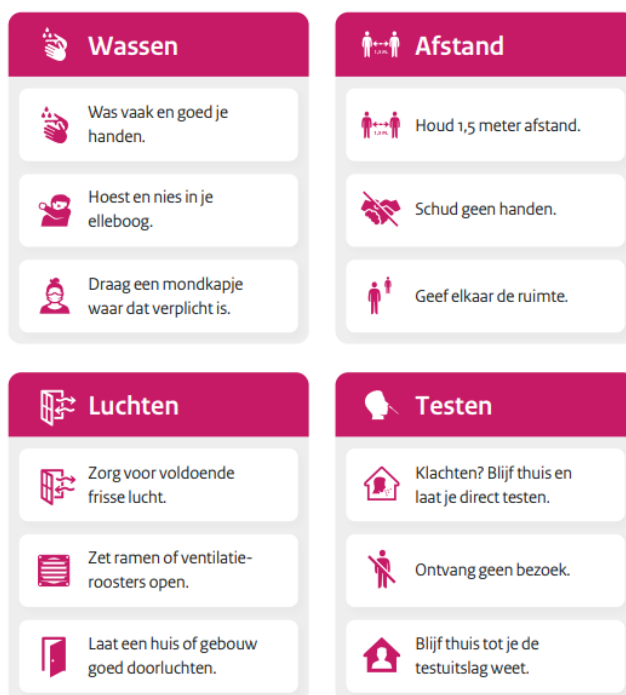 Wassen
Was vaak en goed je
handen.
Hoest en nies in je
elleboog.
Draag een mondkapje
waar dat verplicht is.
Afstand
1,5 M.
Houd 1,5 meter afstand.
Schud geen handen.
Geef elkaar de ruimte.
Luchten
Zorg voor voldoende
frisse lucht.
Zet ramen of ventilatie-
roosters open.
Laat een huis of gebouw
goed doorluchten.
Testen
Klachten? Blijf thuis en
laat je direct testen.
Ontvang geen bezoek.
Blijf thuis tot je de
testuitslag weet.